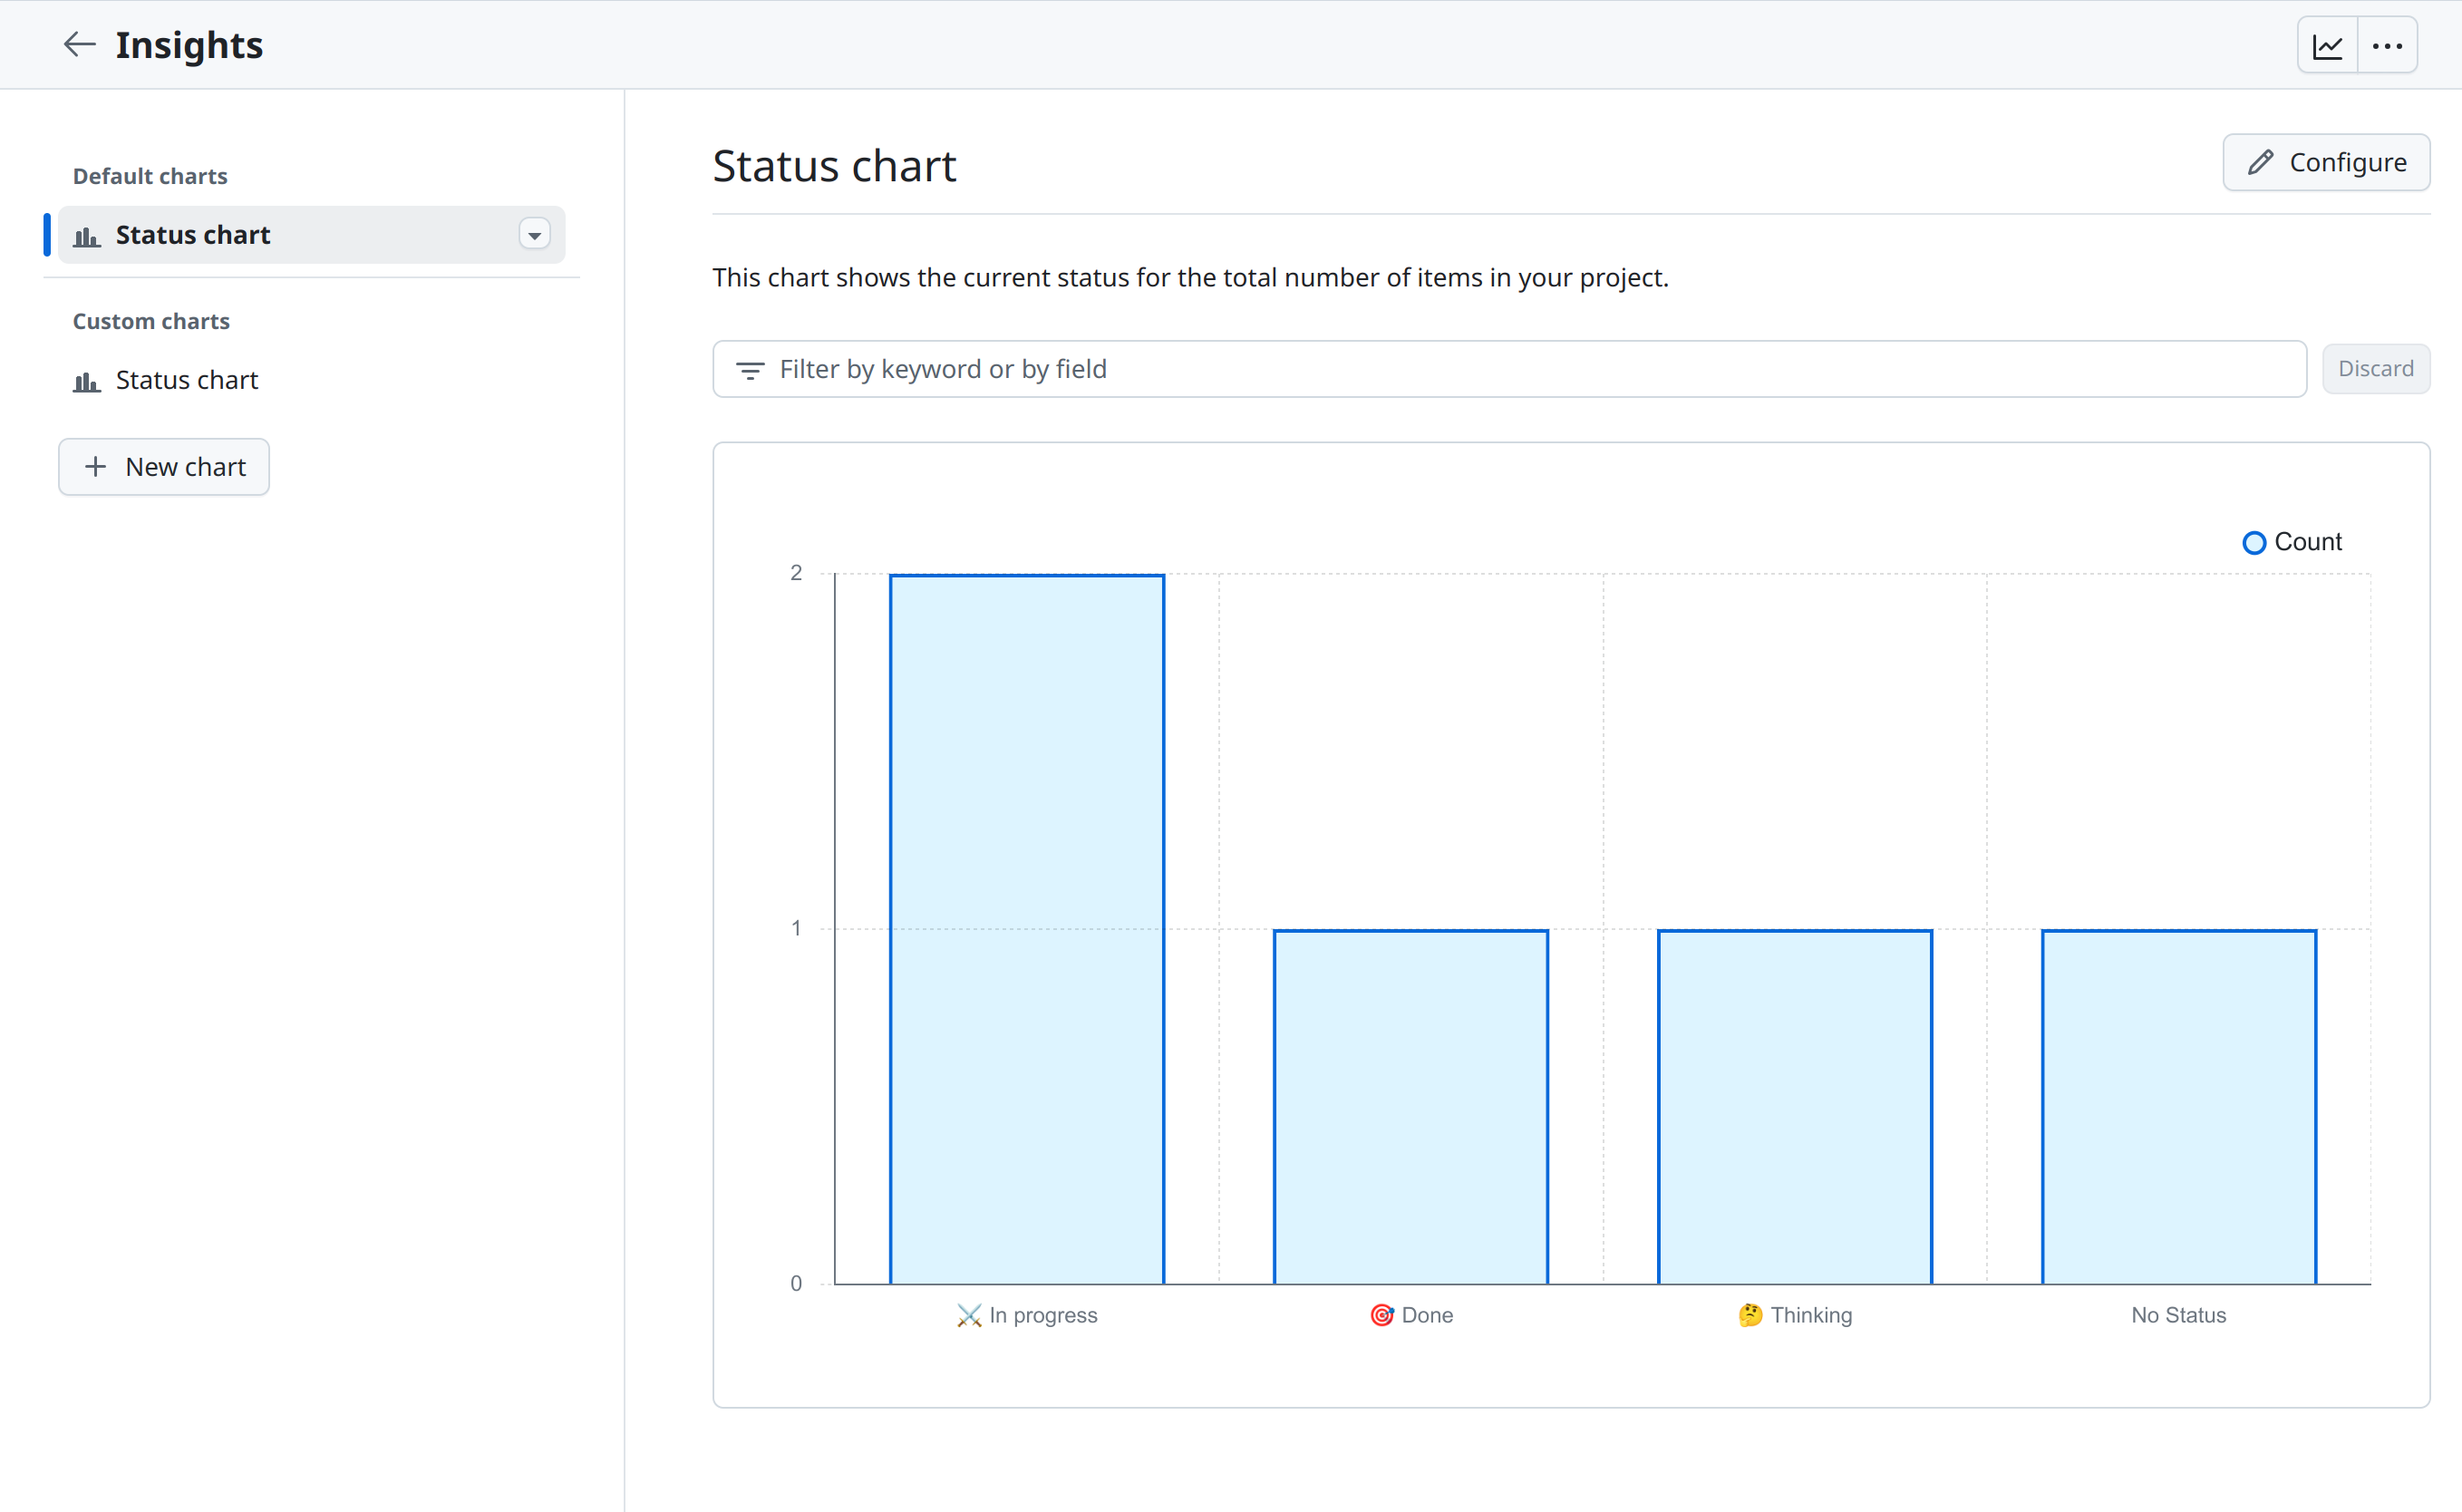 Insights
Default charts
Status chart
Custom charts
Status chart
New chart
Status chart
Configure
This chart shows the current status for the total number of items in your project.
Filter by keyword or by field
Discard
Count
2
1
0
⚔️ In progress
🎯 Done
🤔 Thinking
No Status